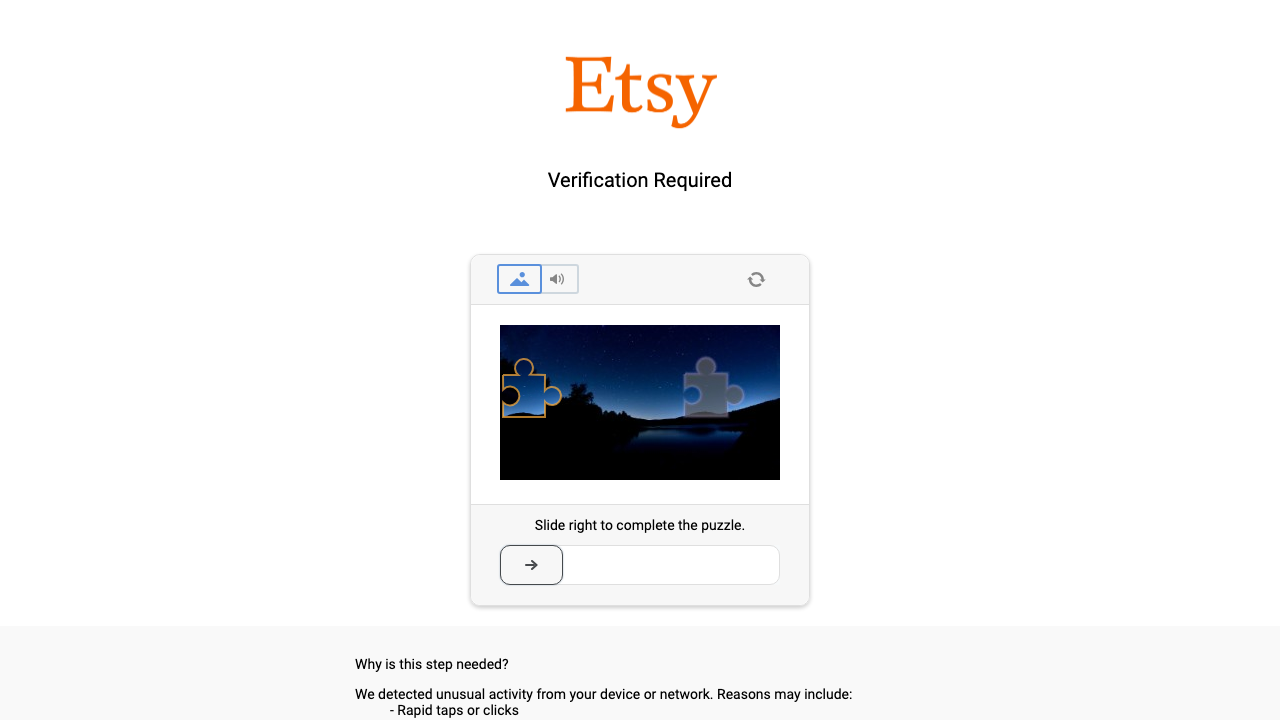 Etsy
Verification Required
Slide right to complete the puzzle.
Why is this step needed?
We detected unusual activity from your device or network. Reasons may include:
- Rapid taps or clicks